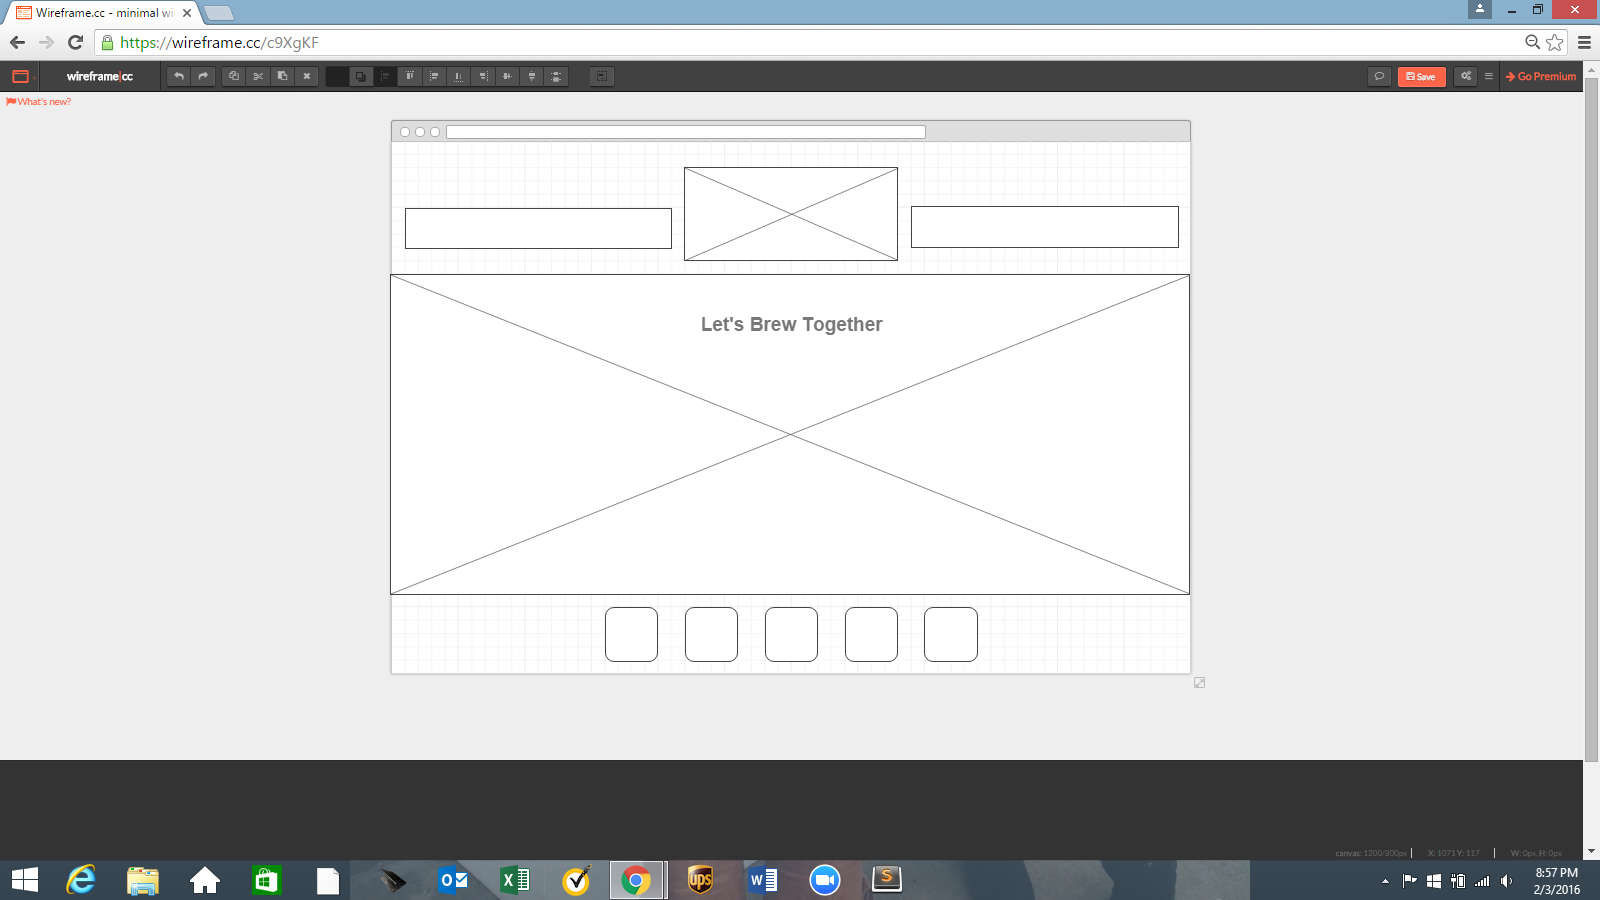 Wireframe.cc - minimal wi
https://wireframe.cc/c9XgKF
wireframe|cc
Save
Go Premium
What's new?
Let's Brew Together
canvas: 1200/800px
X: 1071 Y: 117
W: 0px, H: 0px
ups
8:57 PM
2/3/2016